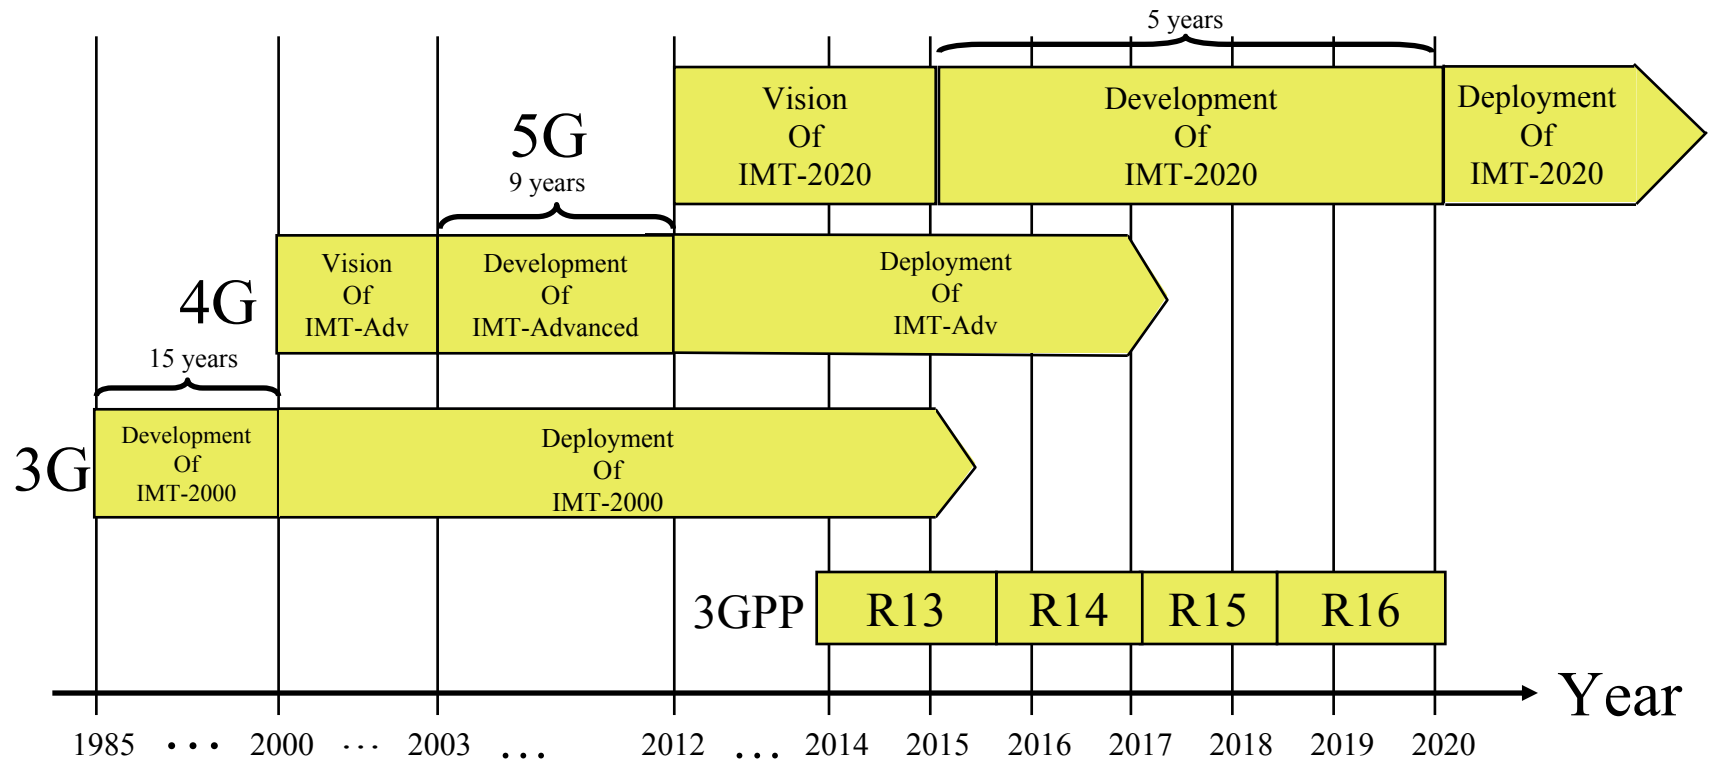 5 years
Vision
Of
IMT-2020
Development
Of
IMT-2020
Deployment
Of
IMT-2020
5G
9 years
4G
Vision
Of
IMT-Adv
Development
Of
IMT-Advanced
Deployment
Of
IMT-Adv
15 years
3G
Development
Of
IMT-2000
Deployment
Of
IMT-2000
3GPP
R13
R14
R15
R16
Year
1985 ... 2000 ... 2003 ... 2012 ... 2014 2015 2016 2017 2018 2019 2020